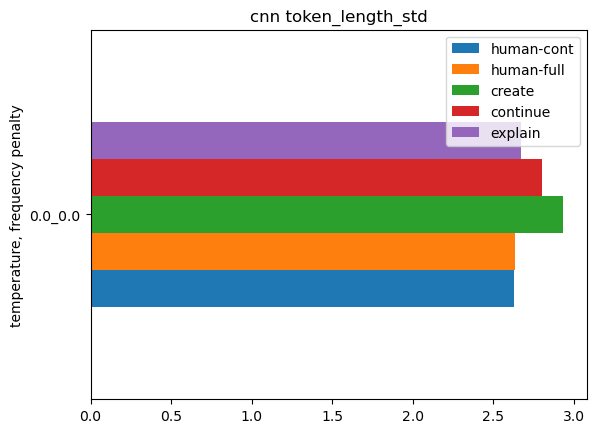 cnn token_length_std
human-cont
human-full
create
continue
explain
temperature, frequency penalty
0.0_0.0
0.0 0.5 1.0 1.5 2.0 2.5 3.0